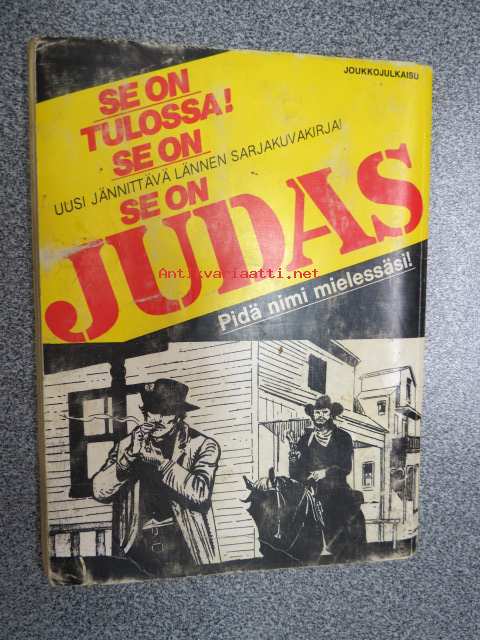 JOUKKOJULKAISU
SE ON
TULOSSA!
SE ON
UUSI JÄNNITTÄVÄ LÄNNEN SARJAKUVAKIRJA!
SE ON
JUDAS
Antikvariaatti.net
Pidä nimi mielessäsi!